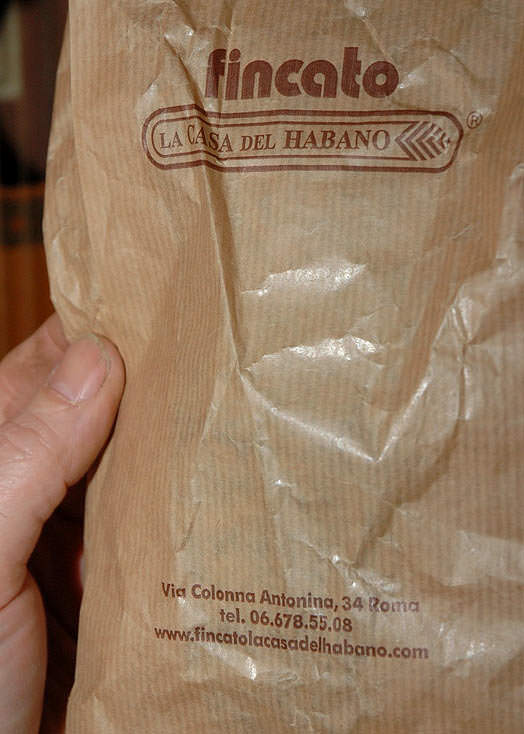 fincato
LA CASA DEL HABANO ®
Via Colonna Antonina, 34 Roma
tel. 06.678.55.08
www.fincatolacasadelhabano.com